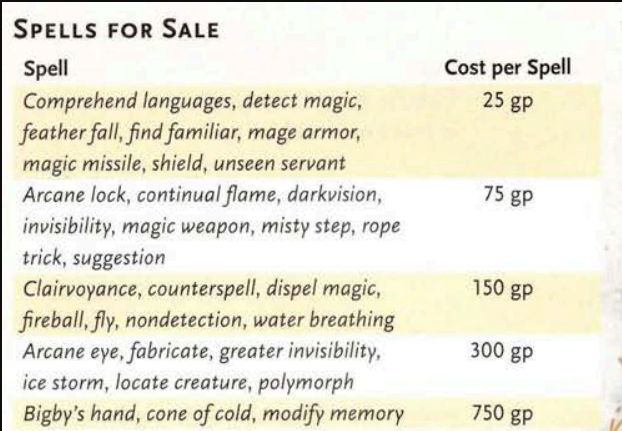 SPELLS FOR SALE
Spell Cost per Spell
Comprehend languages, detect magic, 25 gp
feather fall, find familiar, mage armor,
magic missile, shield, unseen servant
Arcane lock, continual flame, darkvision, 75 gp
invisibility, magic weapon, misty step, rope
trick, suggestion
Clairvoyance, counterspell, dispel magic, 150 gp
fireball, fly, nondetection, water breathing
Arcane eye, fabricate, greater invisibility, 300 gp
ice storm, locate creature, polymorph
Bigby's hand, cone of cold, modify memory 750 gp